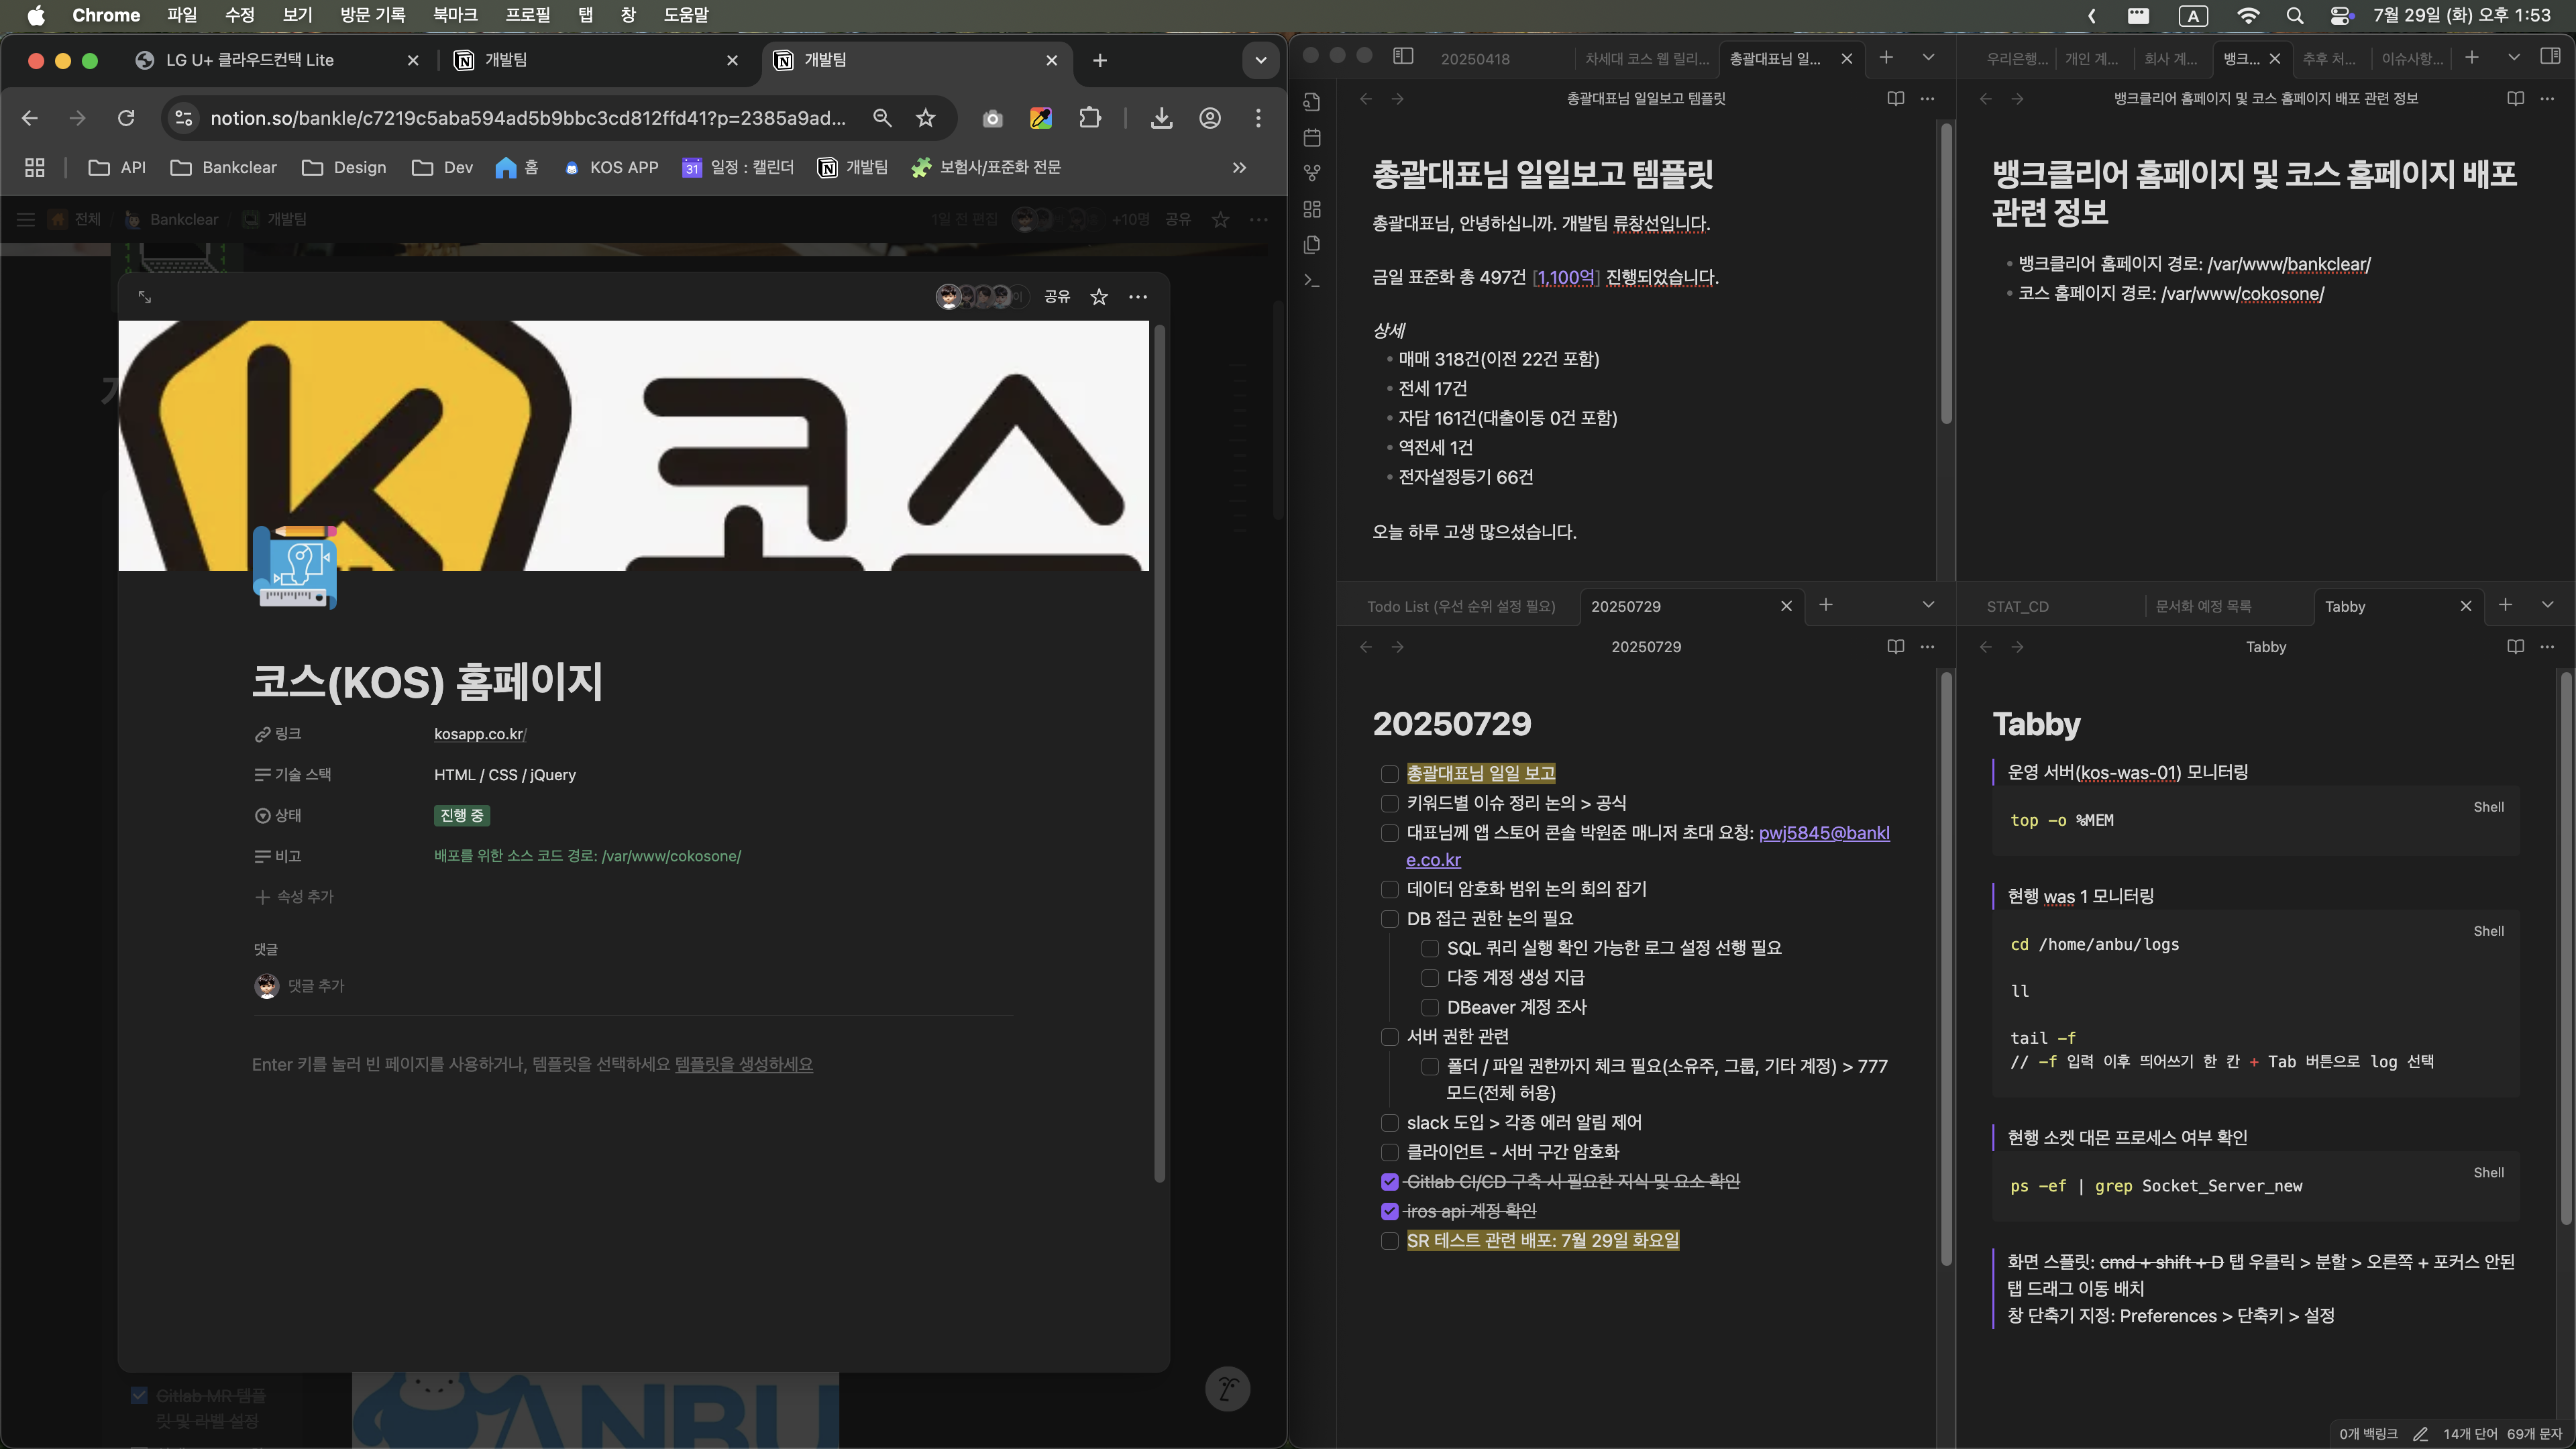 Chrome 파일 수정 보기 방문 기록 북마크 프로필 탭 창 도움말
A 7월 29일 (화) 오후 1:53
LG U+ 클라우드컨택 Lite
개발팀
개발팀
notion.so/bankle/c7219c5aba594ad5b9bbc3cd812ffd41?p=2385a9ad...
API Bankclear Design Dev 홈 KOS APP 31 일정 : 캘린더 개발팀 보험사/표준화 전문
전체 / Bankclear / 개발팀
1일 전 편집 +10명 공유
공유
K 코스
코스(KOS) 홈페이지
링크 kosapp.co.kr/
기술 스택 HTML / CSS / jQuery
상태 진행 중
비고 배포를 위한 소스 코드 경로: /var/www/cokosone/
속성 추가
댓글
댓글 추가
Enter 키를 눌러 빈 페이지를 사용하거나, 템플릿을 선택하세요 템플릿을 생성하세요
Gitlab MR 템플
릿 및 라벨 설정
ANBU
20250418 차세대 코스 웹 릴리... 총괄대표님 일...
총괄대표님 일일보고 템플릿
총괄대표님 일일보고 템플릿
총괄대표님, 안녕하십니까. 개발팀 류창선입니다.
금일 표준화 총 497건 [1,100억] 진행되었습니다.
상세
매매 318건(이전 22건 포함)
전세 17건
자담 161건(대출이동 0건 포함)
역전세 1건
전자설정등기 66건
오늘 하루 고생 많으셨습니다.
우리은행... 개인 계... 회사 계... 뱅크... 추후 처... 이슈사항...
뱅크클리어 홈페이지 및 코스 홈페이지 배포 관련 정보
뱅크클리어 홈페이지 및 코스 홈페이지 배포
관련 정보
뱅크클리어 홈페이지 경로: /var/www/bankclear/
코스 홈페이지 경로: /var/www/cokosone/
Todo List (우선 순위 설정 필요) 20250729
20250729
20250729
총괄대표님 일일 보고
키워드별 이슈 정리 논의 > 공식
대표님께 앱 스토어 콘솔 박원준 매니저 초대 요청: pwj5845@bankl
e.co.kr
데이터 암호화 범위 논의 회의 잡기
DB 접근 권한 논의 필요
SQL 쿼리 실행 확인 가능한 로그 설정 선행 필요
다중 계정 생성 지급
DBeaver 계정 조사
서버 권한 관련
폴더 / 파일 권한까지 체크 필요(소유주, 그룹, 기타 계정) > 777
모드(전체 허용)
slack 도입 > 각종 에러 알림 제어
클라이언트 - 서버 구간 암호화
Gitlab CI/CD 구축 시 필요한 지식 및 요소 확인
iros api 계정 확인
SR 테스트 관련 배포: 7월 29일 화요일
STAT_CD 문서화 예정 목록 Tabby
Tabby
Tabby
운영 서버(kos-was-01) 모니터링
Shell
top -o %MEM
현행 was 1 모니터링
Shell
cd /home/anbu/logs
ll
tail -f
// -f 입력 이후 띄어쓰기 한 칸 + Tab 버튼으로 log 선택
현행 소켓 대몬 프로세스 여부 확인
Shell
ps -ef | grep Socket_Server_new
화면 스플릿: cmd + shift + D 탭 우클릭 > 분할 > 오른쪽 + 포커스 안된
탭 드래그 이동 배치
창 단축기 지정: Preferences > 단축키 > 설정
0개 백링크 14개 단어 69개 문자